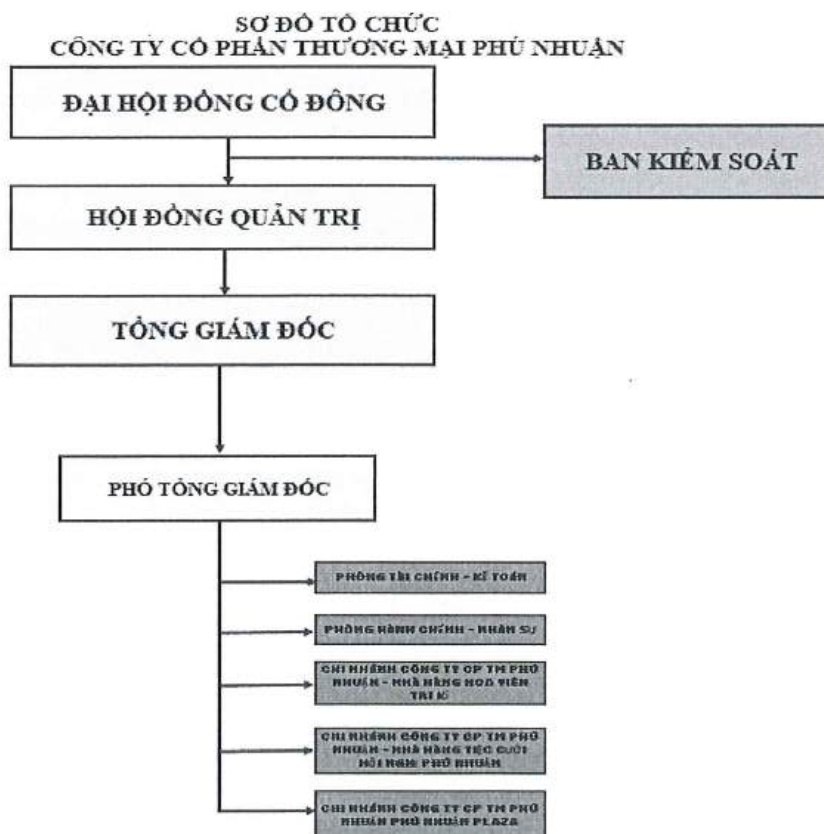 SƠ ĐỒ TỔ CHỨC
CÔNG TY CỔ PHẦN THƯƠNG MẠI PHÚ NHUẬN
ĐẠI HỘI ĐỒNG CỔ ĐÔNG
BAN KIỂM SOÁT
HỘI ĐỒNG QUẢN TRỊ
TỔNG GIÁM ĐỐC
PHÓ TỔNG GIÁM ĐỐC
PHÒNG TÀI CHÍNH - KẾ TOÁN
PHÒNG HÀNH CHÍNH - NHÂN SỰ
CHI NHÁNH CÔNG TY CP TM PHÚ
NHUẬN - NHÀ HÀNG HOA VIÊN
TRI KỈ
CHI NHÁNH CÔNG TY CP TM PHÚ
NHUẬN - NHÀ HÀNG TIỆC CƯỚI
HỘI NGHỊ PHÚ NHUẬN
CHI NHÁNH CÔNG TY CP TM PHÚ
NHUẬN PHÚ NHUẬN PLAZA